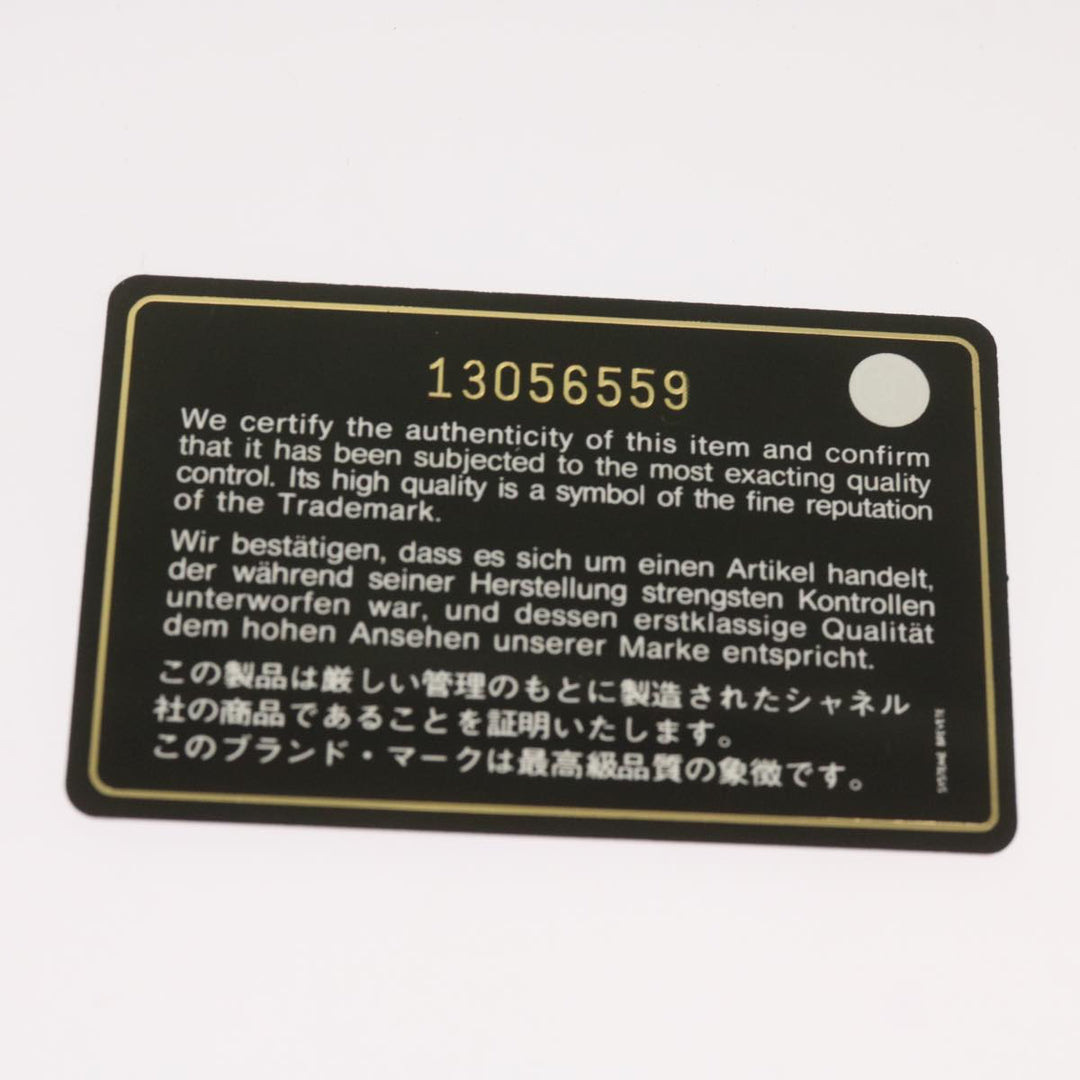 13056559
We certify the authenticity of this item and confirm
that it has been subjected to the most exacting quality
control. Its high quality is a symbol of the fine reputation
of the Trademark.
Wir bestätigen, dass es sich um einen Artikel handelt,
der während seiner Herstellung strengsten Kontrollen
unterworfen war, und dessen erstklassige Qualität
dem hohen Ansehen unserer Marke entspricht.
この製品は厳しい管理のもとに製造されたシャネル
社の商品であることを証明いたします。
このブランド・マークは最高級品質の象徴です。
SYSTEME BREVETE